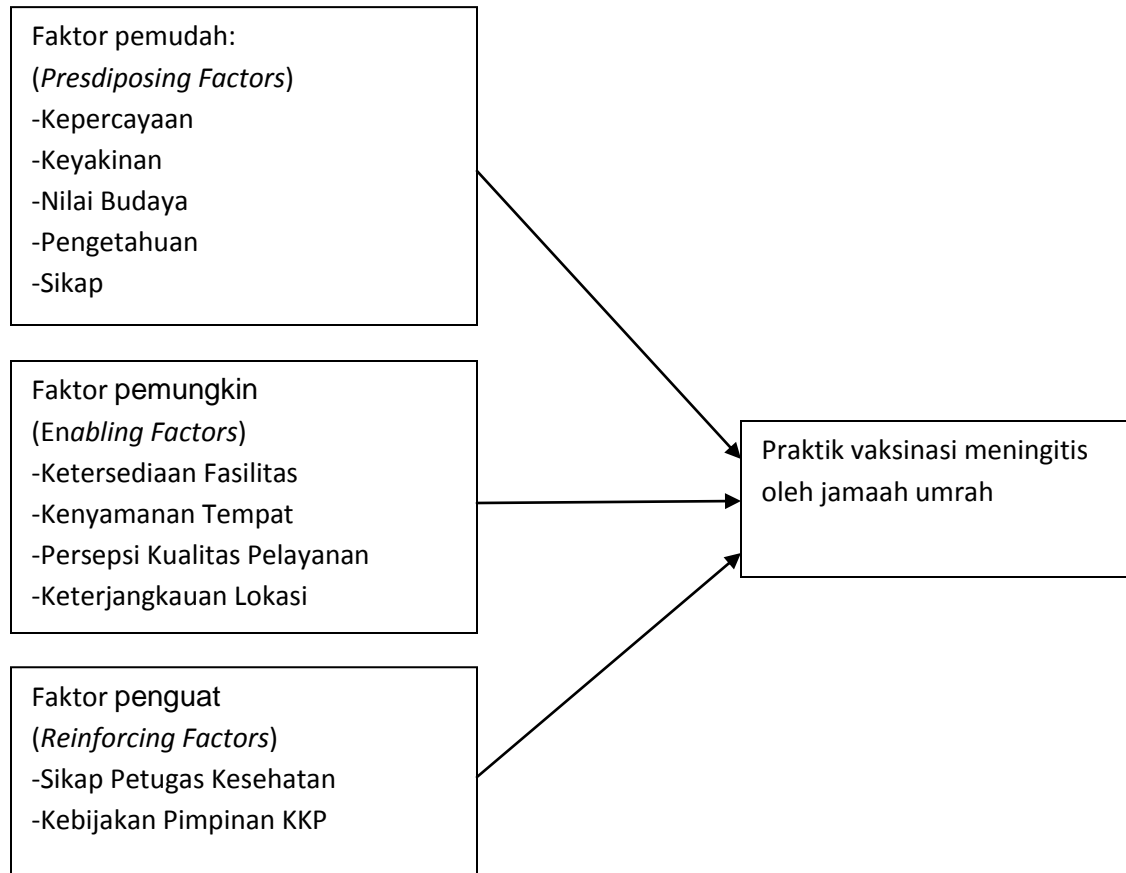 Faktor pemudah:
(Presdiposing Factors)
-Kepercayaan
-Keyakinan
-Nilai Budaya
-Pengetahuan
-Sikap
Faktor pemungkin
(Enabling Factors)
-Ketersediaan Fasilitas
-Kenyamanan Tempat
-Persepsi Kualitas Pelayanan
-Keterjangkauan Lokasi
Faktor penguat
(Reinforcing Factors)
-Sikap Petugas Kesehatan
-Kebijakan Pimpinan KKP
Praktik vaksinasi meningitis
oleh jamaah umrah